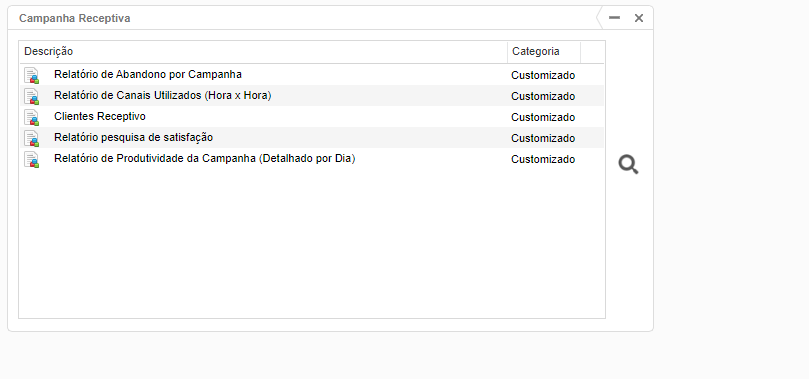 Campanha Receptiva
Descrição Categoria
Relatório de Abandono por Campanha Customizado
Relatório de Canais Utilizados (Hora x Hora) Customizado
Clientes Receptivo Customizado
Relatório pesquisa de satisfação Customizado
Relatório de Produtividade da Campanha (Detalhado por Dia) Customizado